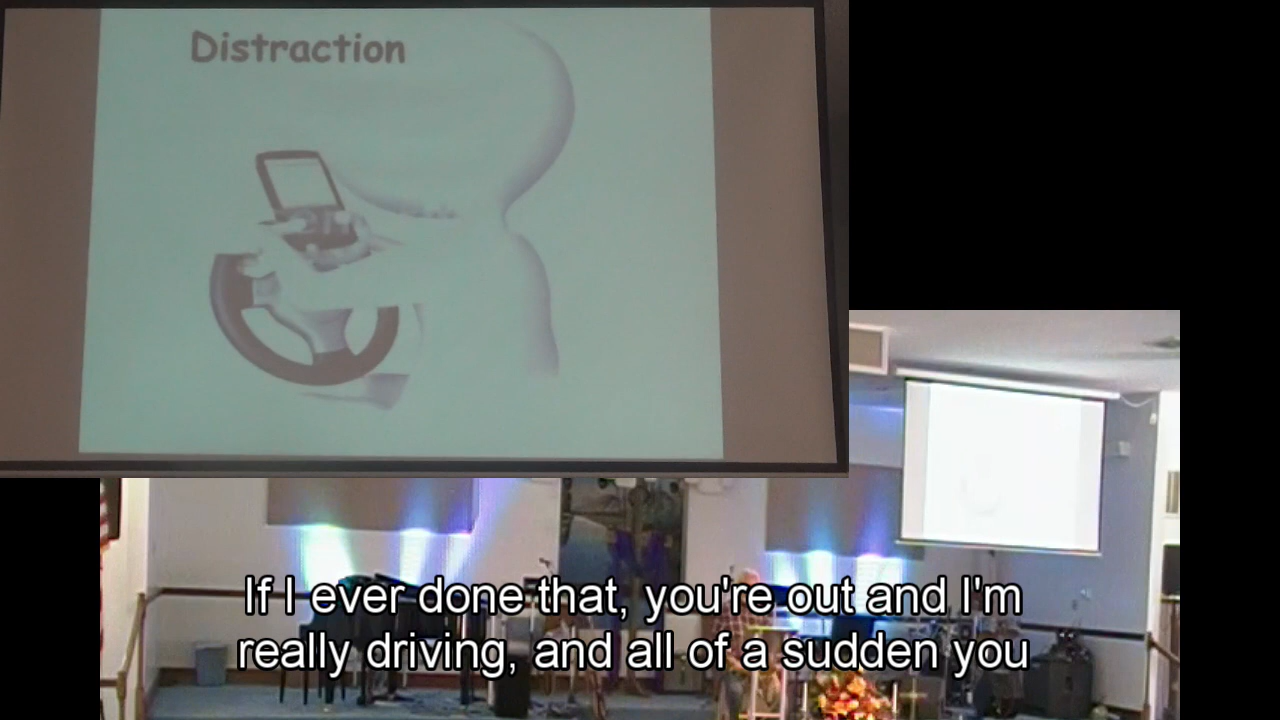 Distraction
If I ever done that, you're out and I'm
really driving, and all of a sudden you